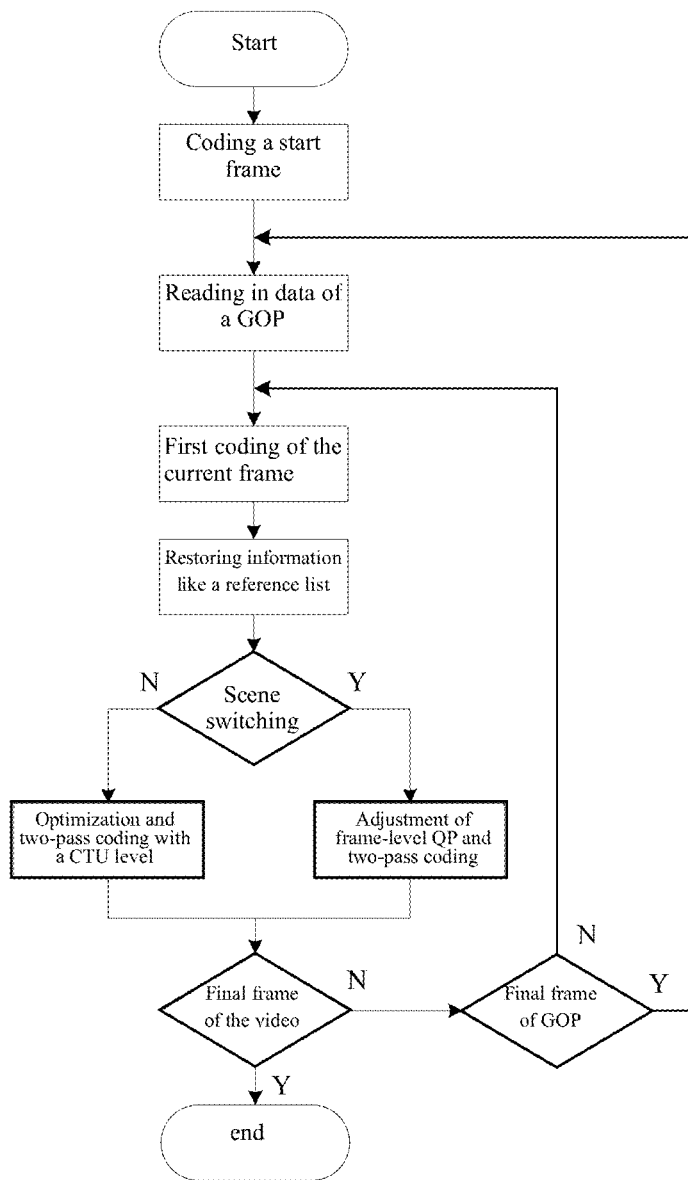 Start
Coding a start
frame
Reading in data of
a GOP
First coding of the
current frame
Restoring information
like a reference list
N
Y
Scene
switching
Optimization and
two-pass coding with
a CTU level
Adjustment of
frame-level QP and
two-pass coding
N
N
Y
Final frame
of the video
Final frame
of GOP
Y
end